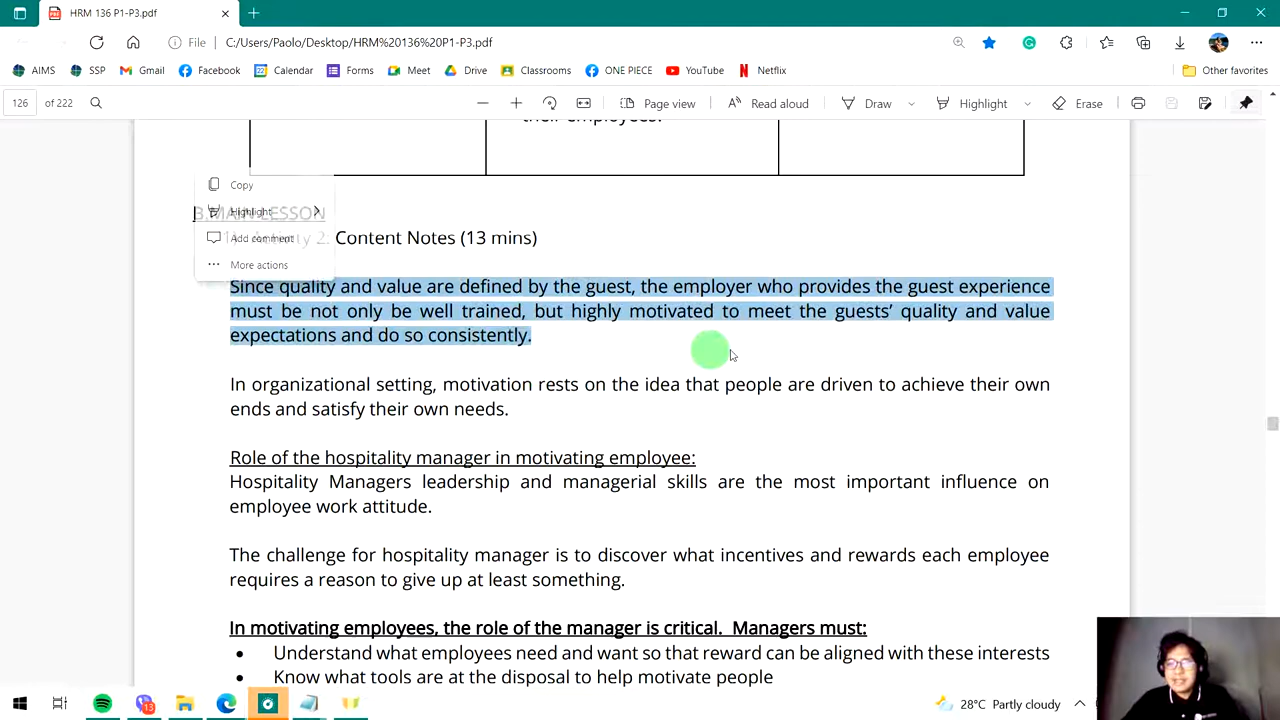 HRM 136 P1-P3.pdf
File
C:/Users/Paolo/Desktop/HRM%20136%20P1-P3.pdf
AIMS
SSP
Gmail
Facebook
22
Calendar
Forms
Meet
Drive
Classrooms
ONE PIECE
YouTube
Netflix
Other favorites
126
of 222
Page view
Read aloud
Draw
Highlight
Erase
their employees.
Copy
B.MAIN LESSON
Highlight
Add comment
2: Content Notes (13 mins)
More actions
Since quality and value are defined by the guest, the employer who provides the guest experience
must be not only be well trained, but highly motivated to meet the guests’ quality and value
expectations and do so consistently.
In organizational setting, motivation rests on the idea that people are driven to achieve their own
ends and satisfy their own needs.
Role of the hospitality manager in motivating employee:
Hospitality Managers leadership and managerial skills are the most important influence on
employee work attitude.
The challenge for hospitality manager is to discover what incentives and rewards each employee
requires a reason to give up at least something.
In motivating employees, the role of the manager is critical. Managers must:
• Understand what employees need and want so that reward can be aligned with these interests
• Know what tools are at the disposal to help motivate people
13
28°C Partly cloudy